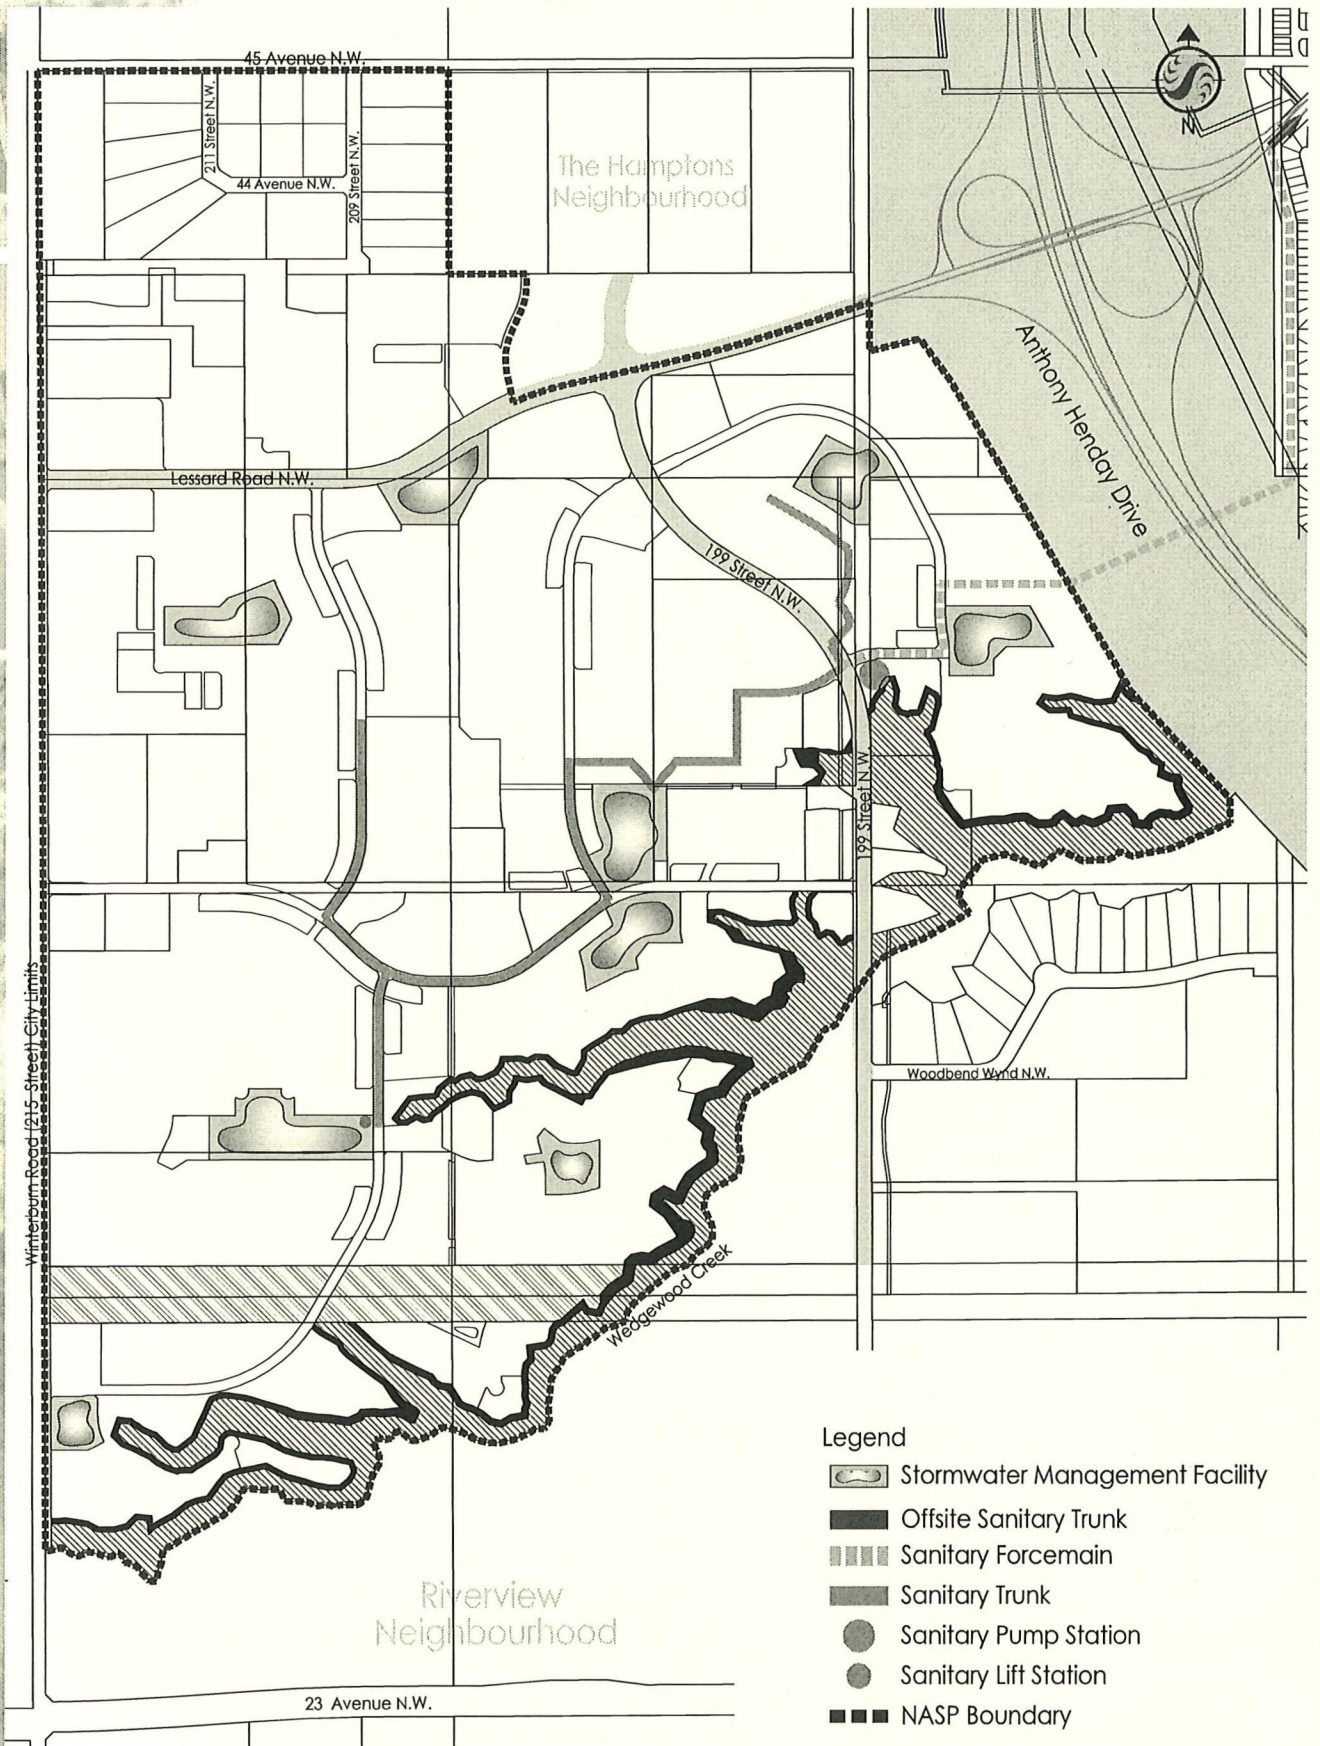 45 Avenue N.W.
211 Street N.W.
44 Avenue N.W.
209 Street N.W.
The Hamptons
Neighbourhood
N
Anthony Henday Drive
Lessard Road N.W.
199 Street N.W.
199 Street N.W.
Winterburn Road (215 Street) City Limits
Woodbend Wynd N.W.
Wedgewood Creek
Riverview
Neighbourhood
23 Avenue N.W.
Legend
Stormwater Management Facility
Offsite Sanitary Trunk
Sanitary Forcemain
Sanitary Trunk
Sanitary Pump Station
Sanitary Lift Station
NASP Boundary